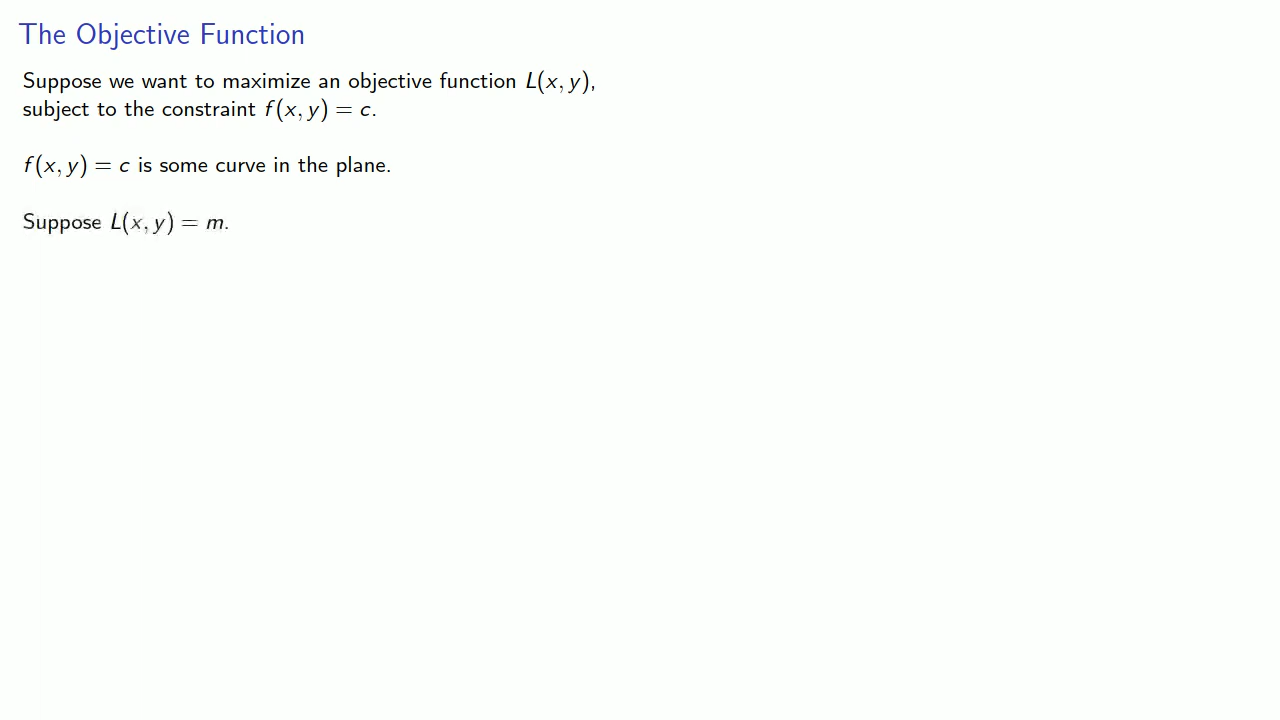 The Objective Function
Suppose we want to maximize an objective function L(x, y),
subject to the constraint f(x, y) = c.
f(x, y) = c is some curve in the plane.
Suppose L(x, y) = m.